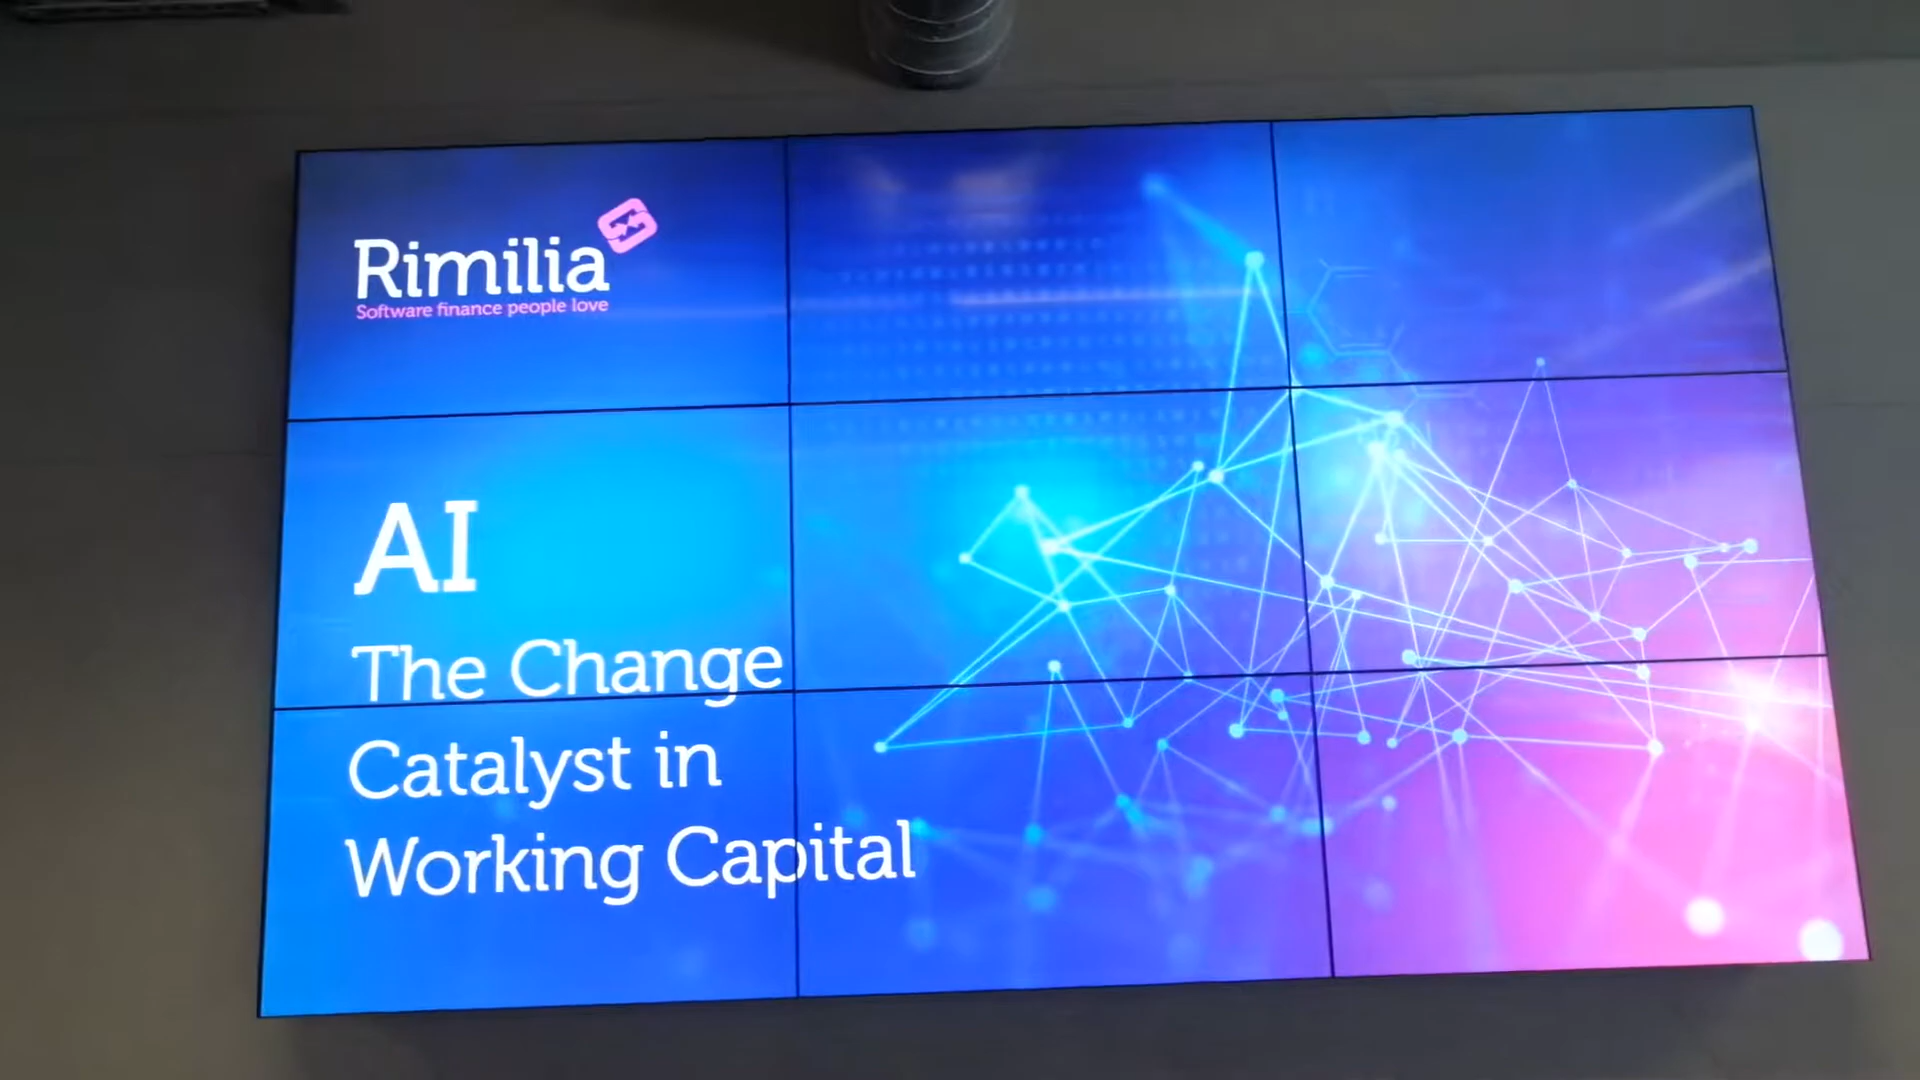 Rimilia
Software finance people love
AI
The Change
Catalyst in
Working Capital